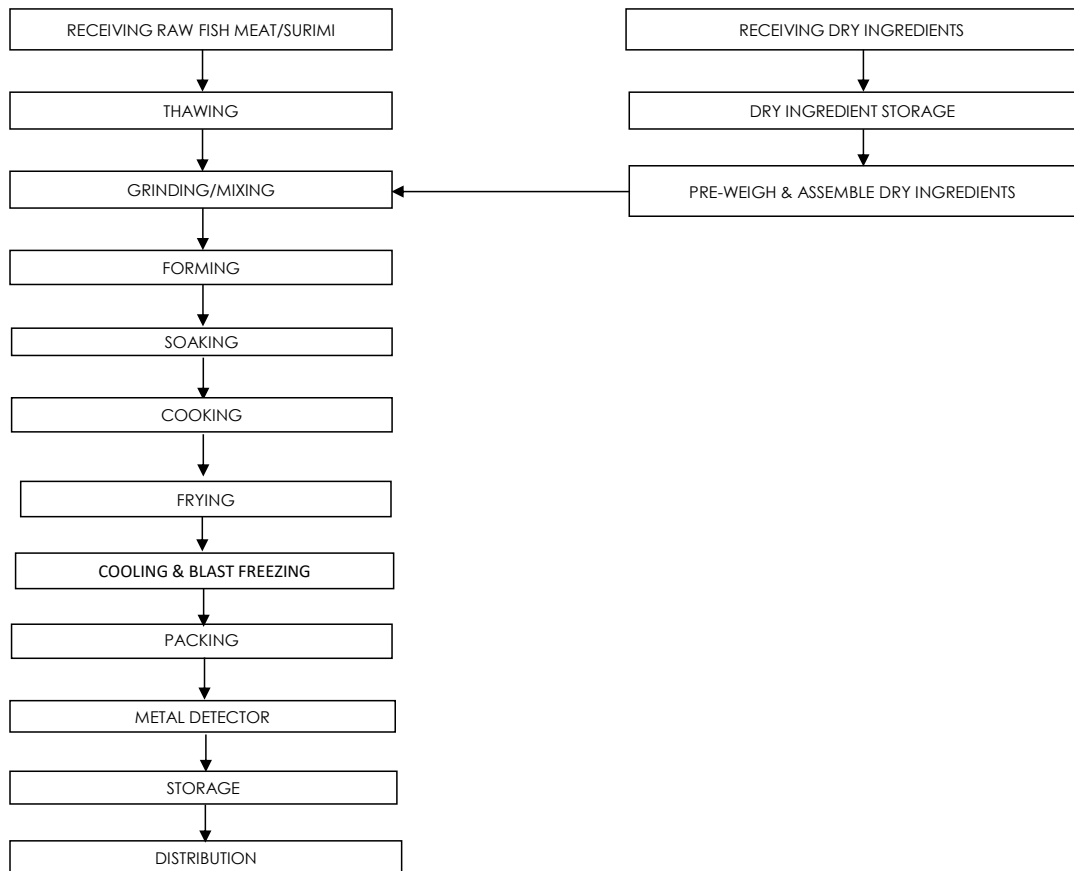 RECEIVING RAW FISH MEAT/SURIMI
THAWING
GRINDING/MIXING
FORMING
SOAKING
COOKING
FRYING
COOLING & BLAST FREEZING
PACKING
METAL DETECTOR
STORAGE
DISTRIBUTION
RECEIVING DRY INGREDIENTS
DRY INGREDIENT STORAGE
PRE-WEIGH & ASSEMBLE DRY INGREDIENTS